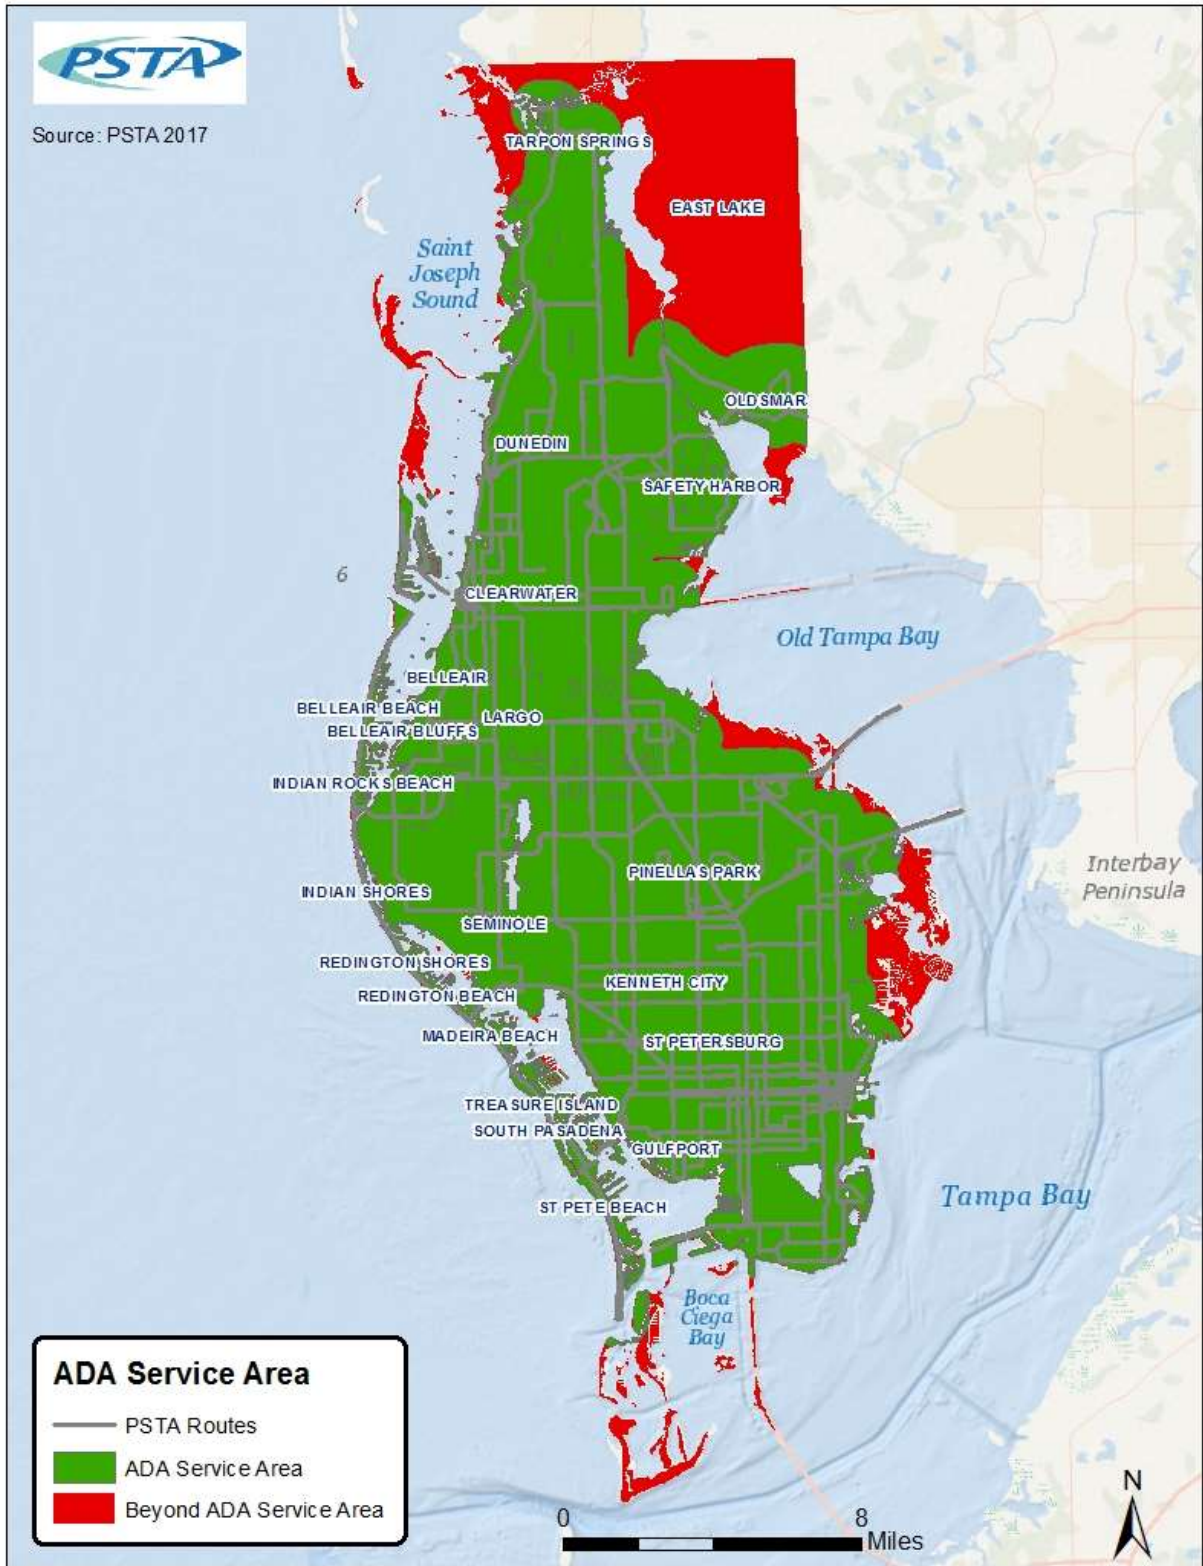 PSTA
Source: PSTA 2017
TARPON SPRINGS
EAST LAKE
Saint
Joseph
Sound
OLDSMAR
DUNEDIN
SAFETY HARBOR
6
CLEARWATER
Old Tampa Bay
BELLEAIR
BELLEAIR BEACH
LARGO
BELLEAIR BLUFFS
INDIAN ROCKS BEACH
Interbay
Peninsula
PINELLAS PARK
INDIAN SHORES
SEMINOLE
REDINGTON SHORES
KENNETH CITY
REDINGTON BEACH
MADEIRA BEACH
ST PETERSBURG
TREASURE ISLAND
SOUTH PASADENA
GULFPORT
Tampa Bay
ST PETE BEACH
Boca
Ciega
Bay
ADA Service Area
PSTA Routes
ADA Service Area
Beyond ADA Service Area
N
0 8
Miles